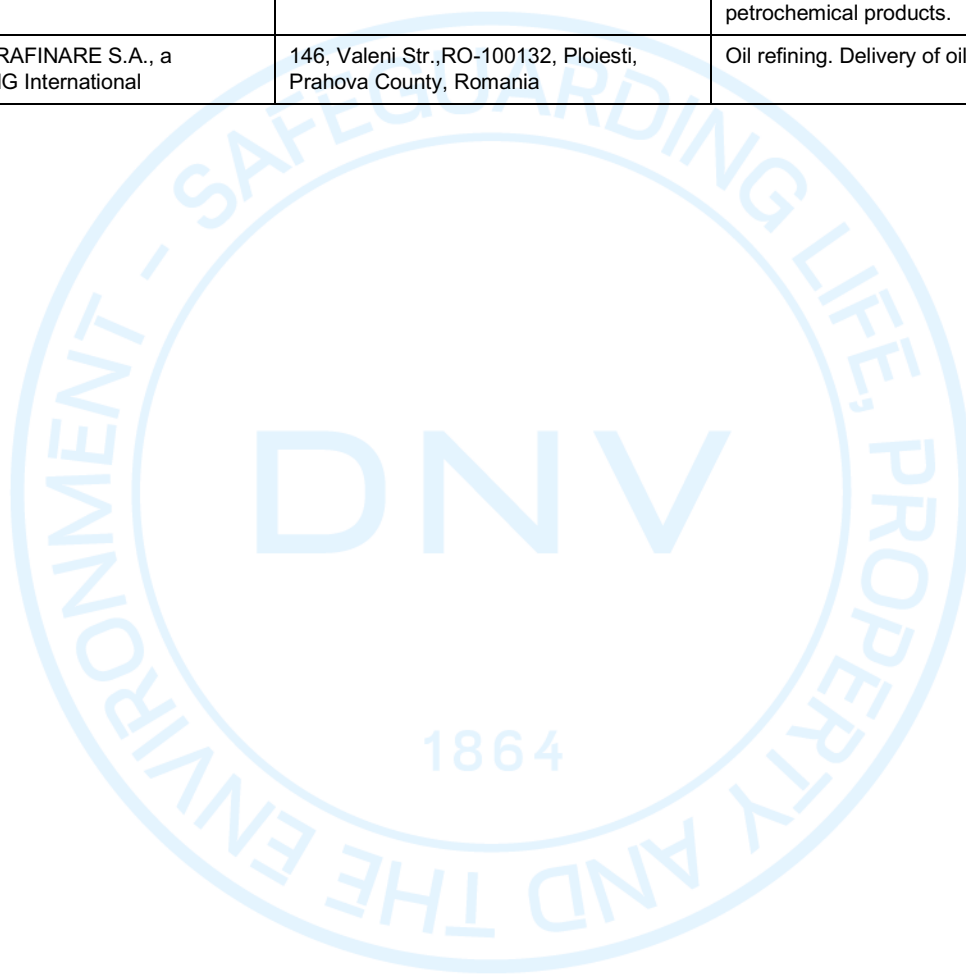 petrochemical products.
RAFINARE S.A., a
146, Valeni Str.,RO-100132, Ploiesti,
Oil refining. Delivery of oil
G International
Prahova County, Romania
SAFEGUARDING LIFE, PROPERTY AND THE ENVIRONMENT -
DNV
1864